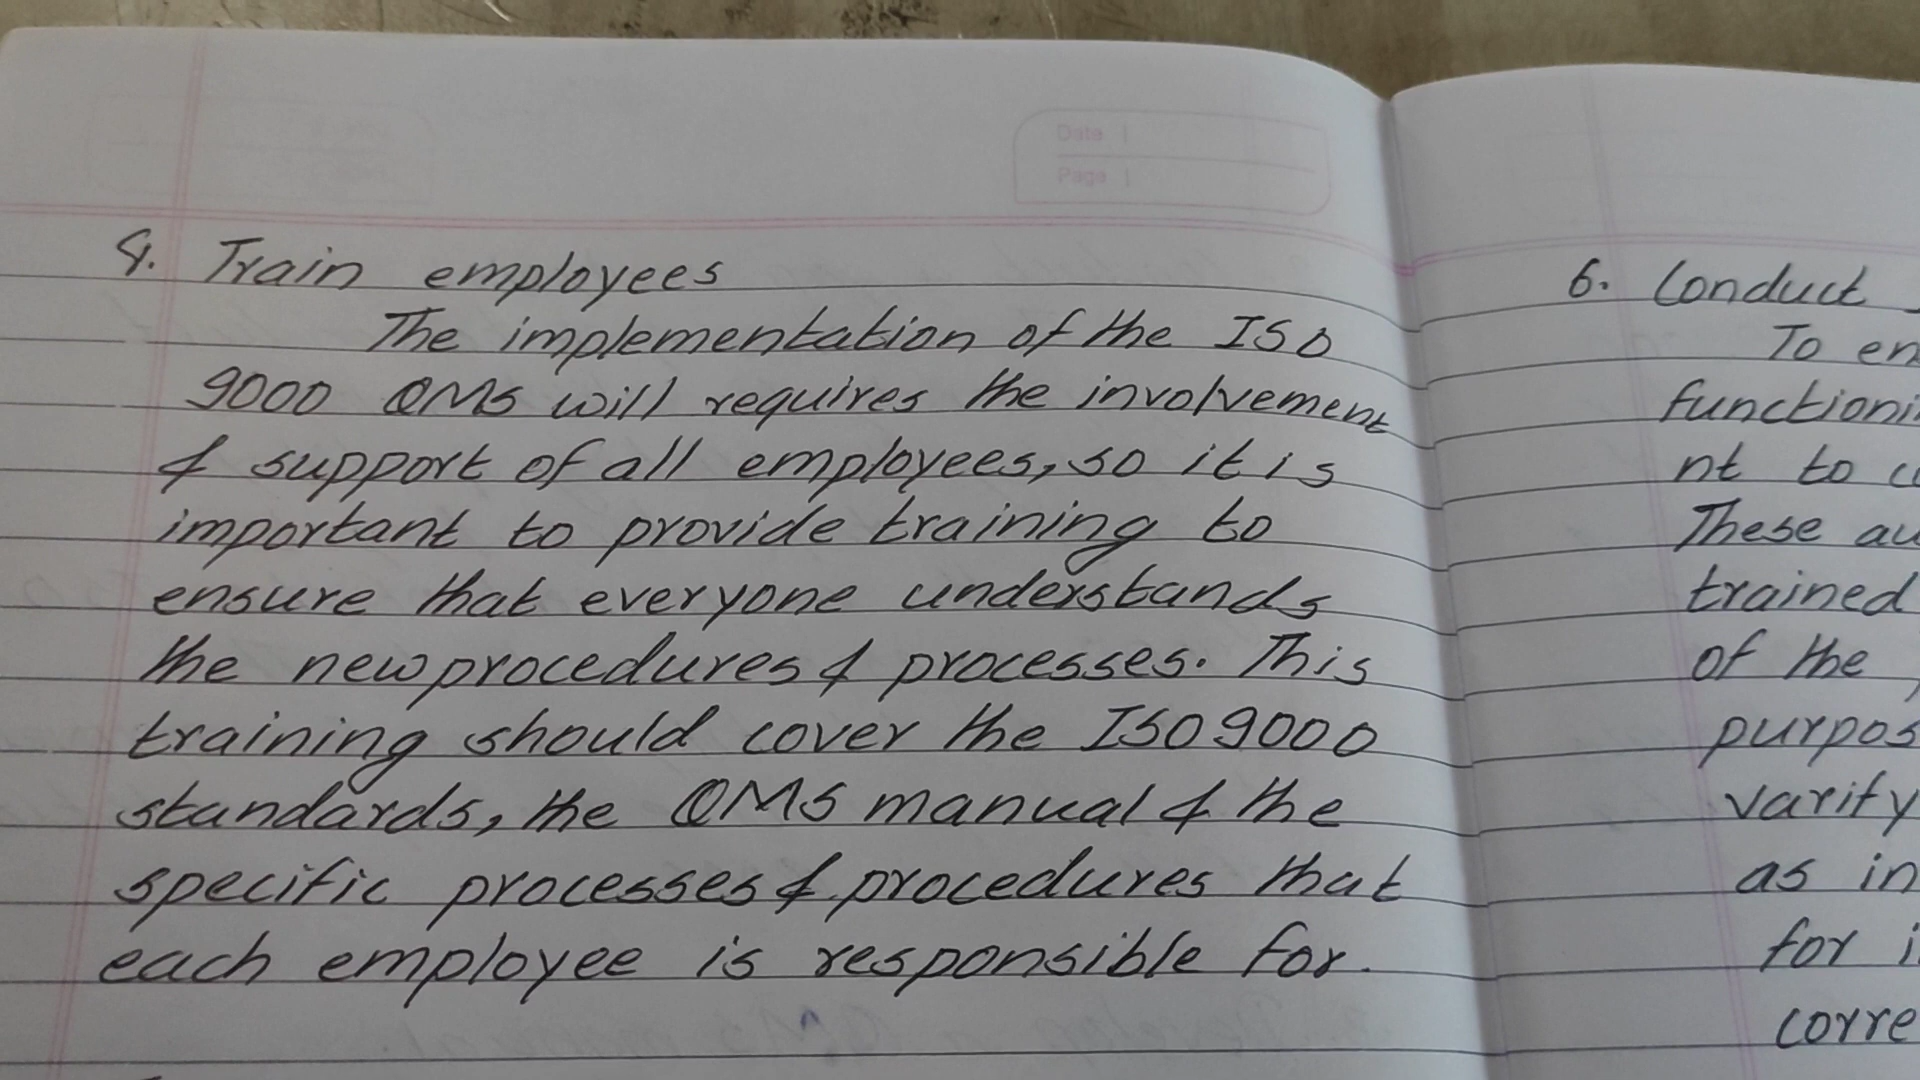 Date
Page
4. Train employees
The implementation of the ISO
9000 QMS will requires the involvement
& support of all employees, so it is
important to provide training to
ensure that everyone understands
the new procedures & processes. This
training should cover the ISO 9000
standards, the QMS manual & the
specific processes & procedures that
each employee is responsible for.
6. Conduct
To en
functioni
nt to
These au
trained
of the
purpos
varify
as in
for i
corre